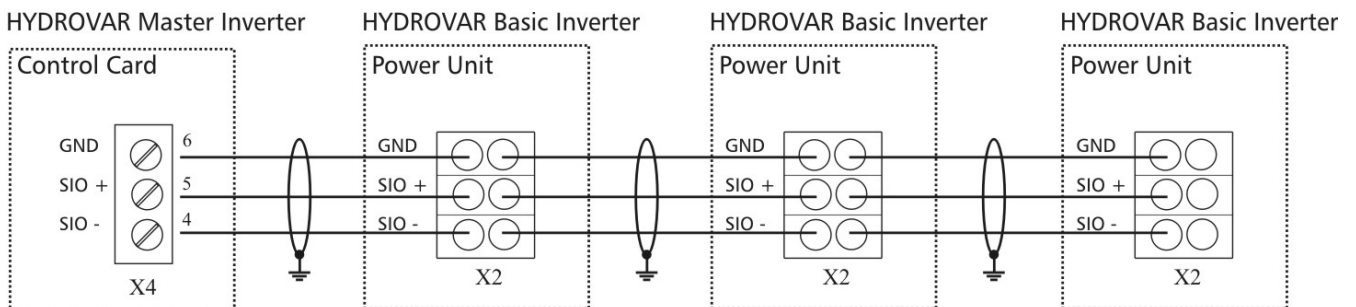 HYDROVAR Master Inverter HYDROVAR Basic Inverter HYDROVAR Basic Inverter HYDROVAR Basic Inverter
Control Card Power Unit Power Unit Power Unit
GND 6 GND GND GND
SIO + 5 SIO + SIO + SIO +
SIO - 4 SIO - SIO - SIO -
X4 X2 X2 X2